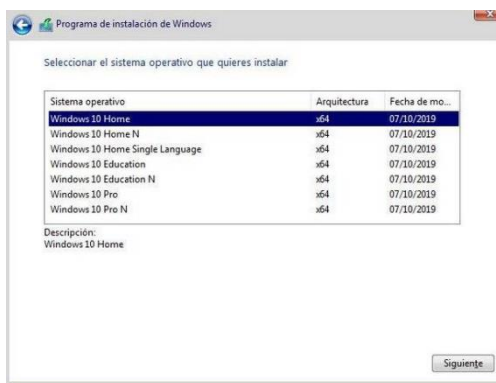 Programa de instalación de Windows
Seleccionar el sistema operativo que quieres instalar
Sistema operativo Arquitectura Fecha de mo...
Windows 10 Home x64 07/10/2019
Windows 10 Home N x64 07/10/2019
Windows 10 Home Single Language x64 07/10/2019
Windows 10 Education x64 07/10/2019
Windows 10 Education N x64 07/10/2019
Windows 10 Pro x64 07/10/2019
Windows 10 Pro N x64 07/10/2019
Descripción:
Windows 10 Home
Siguiente